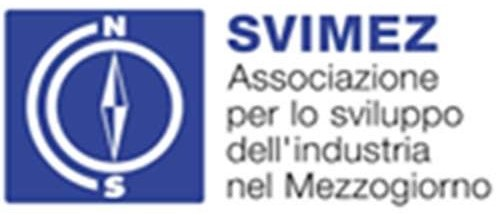 N
S
SVIMEZ
Associazione
per lo sviluppo
dell'industria
nel Mezzogiorno